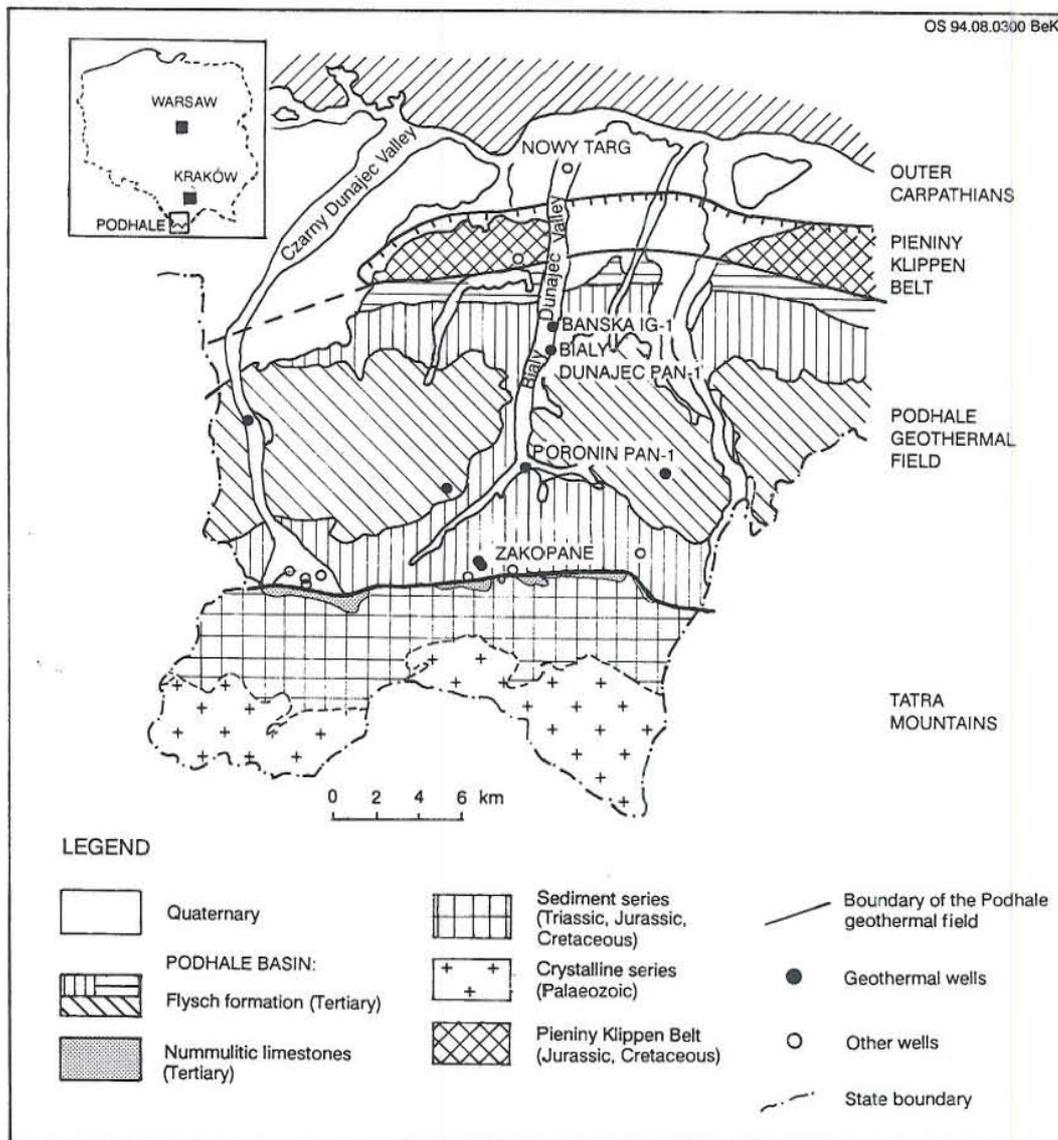 OS 94.08.0300 BeK
WARSAW
KRAKÓW
PODHALE
Czarny Dunajec Valley
NOWY TARG
Bialy Dunajec Valley
BANSKA IG-1
BIALY
DUNAJEC PAN-1
PORONIN PAN-1
ZAKOPANE
OUTER
CARPATHIANS
PIENINY
KLIPPEN
BELT
PODHALE
GEOTHERMAL
FIELD
TATRA
MOUNTAINS
0 2 4 6 km
LEGEND
Quaternary
PODHALE BASIN:
Flysch formation (Tertiary)
Nummulitic limestones
(Tertiary)
Sediment series
(Triassic, Jurassic,
Cretaceous)
Crystalline series
(Palaeozoic)
Pieniny Klippen Belt
(Jurassic, Cretaceous)
Boundary of the Podhale
geothermal field
Geothermal wells
Other wells
State boundary